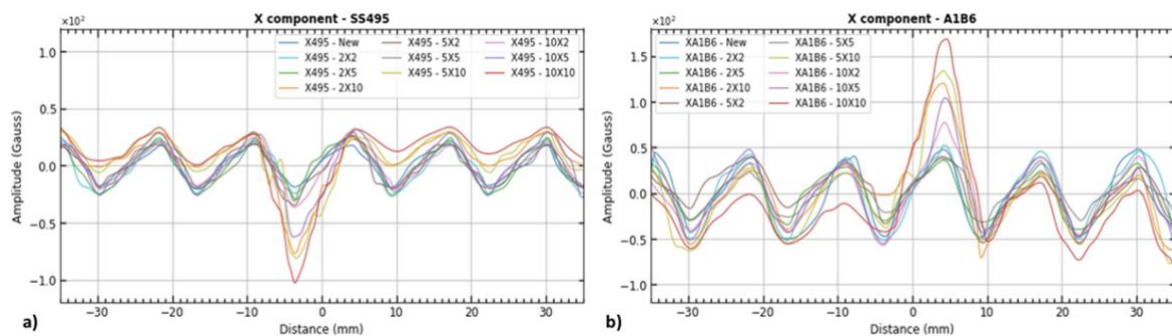 X component - SS495
×10²
X495 - New
X495 - 2X2
X495 - 2X5
X495 - 2X10
X495 - 5X2
X495 - 5X5
X495 - 5X10
X495 - 10X2
X495 - 10X5
X495 - 10X10
Amplitude (Gauss)
1.0
0.5
0.0
−0.5
−1.0
−30 −20 −10 0 10 20 30
Distance (mm)
a)
X component - A1B6
×10²
XA1B6 - New
XA1B6 - 2X2
XA1B6 - 2X5
XA1B6 - 2X10
XA1B6 - 5X2
XA1B6 - 5X5
XA1B6 - 5X10
XA1B6 - 10X2
XA1B6 - 10X5
XA1B6 - 10X10
Amplitude (Gauss)
1.5
1.0
0.5
0.0
−0.5
−1.0
−30 −20 −10 0 10 20 30
Distance (mm)
b)